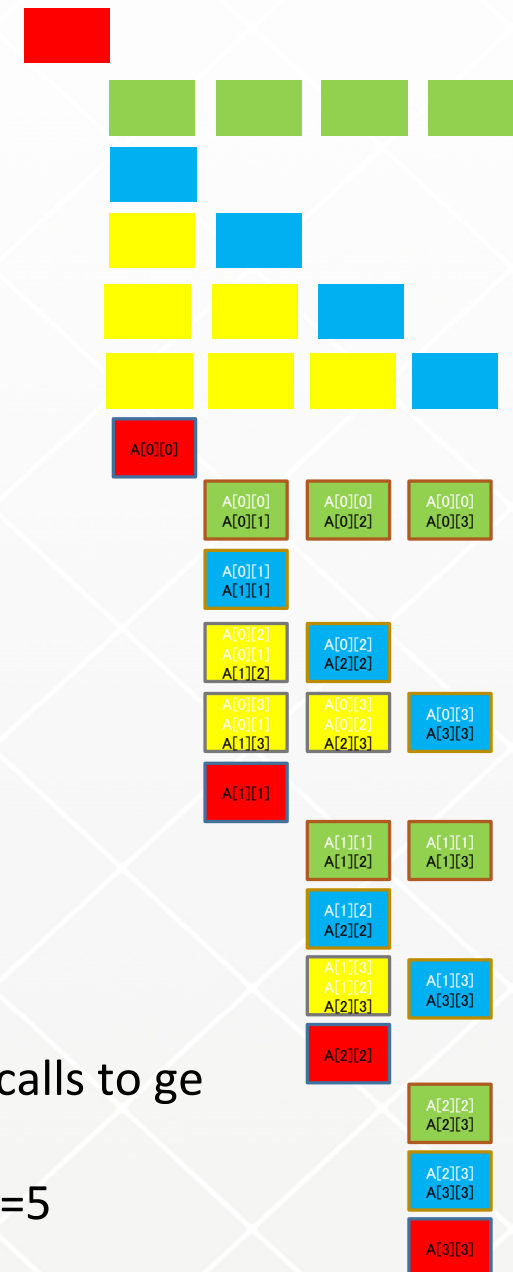 A[0][0]
A[0][0] A[0][0] A[0][0]
A[0][1] A[0][2] A[0][3]
A[0][1]
A[1][1]
A[0][2]
A[0][1] A[0][2]
A[1][2] A[2][2]
A[0][3] A[0][3]
A[0][1] A[0][2] A[0][3]
A[1][3] A[2][3] A[3][3]
A[1][1]
A[1][1] A[1][1]
A[1][2] A[1][3]
A[1][2]
A[2][2]
A[1][3]
A[1][2] A[1][3]
A[2][3] A[3][3]
A[2][2]
calls to ge
A[2][2]
A[2][3]
A[2][3]
A[3][3]
=5
A[3][3]